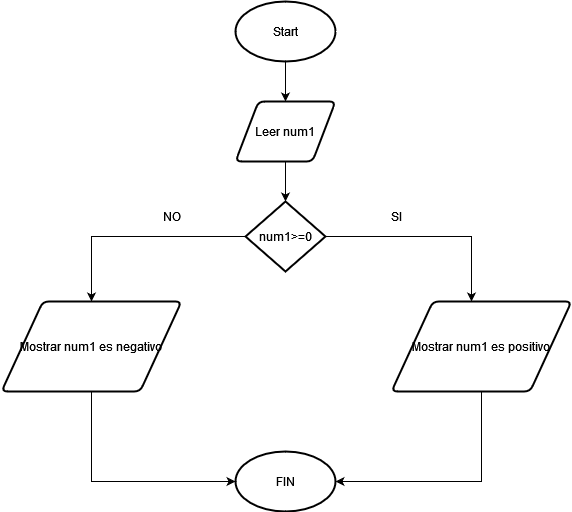 Start
Leer num1
NO
SI
num1>=0
Mostrar num1 es negativo
Mostrar num1 es positivo
FIN